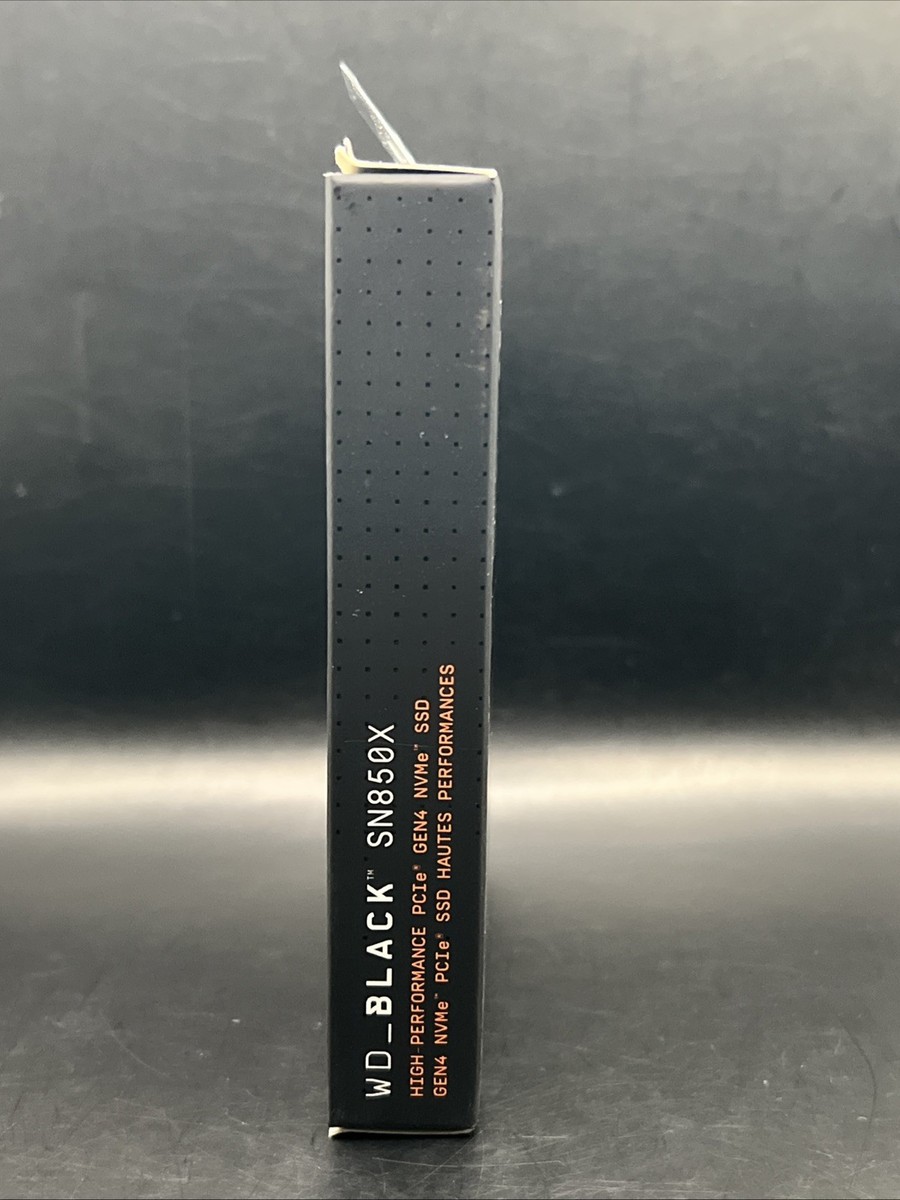 WD_BLACK™ SN850X
HIGH-PERFORMANCE PCIe® GEN4 NVMe™ SSD
GEN4 NVMe™ PCIe® SSD HAUTES PERFORMANCES